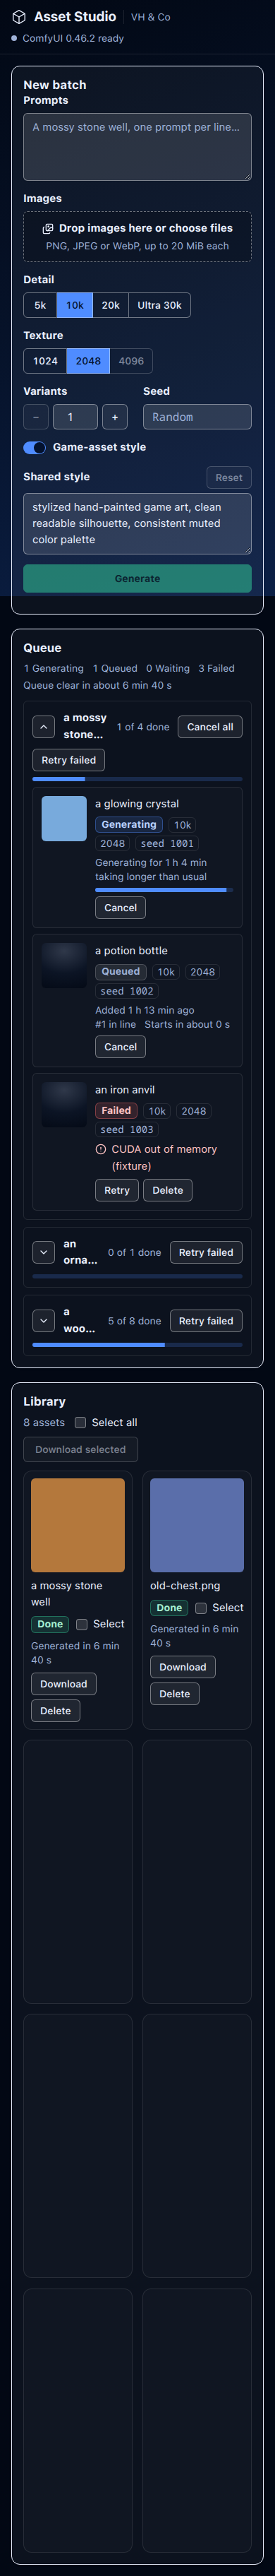 Asset Studio VH & Co
ComfyUI 0.46.2 ready
New batch
Prompts
A mossy stone well, one prompt per line...
Images
Drop images here or choose files
PNG, JPEG or WebP, up to 20 MiB each
Detail
5k 10k 20k Ultra 30k
Texture
1024 2048 4096
Variants Seed
− 1 + Random
Game-asset style
Shared style Reset
stylized hand-painted game art, clean
readable silhouette, consistent muted
color palette
Generate
Queue
1 Generating 1 Queued 0 Waiting 3 Failed
Queue clear in about 6 min 40 s
a mossy
stone... 1 of 4 done Cancel all
Retry failed
a glowing crystal
Generating 10k
2048 seed 1001
Generating for 1 h 4 min
taking longer than usual
Cancel
a potion bottle
Queued 10k 2048
seed 1002
Added 1 h 13 min ago
#1 in line Starts in about 0 s
Cancel
an iron anvil
Failed 10k 2048
seed 1003
CUDA out of memory
(fixture)
Retry Delete
an
orna... 0 of 1 done Retry failed
a
woo... 5 of 8 done Retry failed
Library
8 assets Select all
Download selected
a mossy stone
well
Done Select
Generated in 6 min
40 s
Download
Delete
old-chest.png
Done Select
Generated in 6 min
40 s
Download
Delete